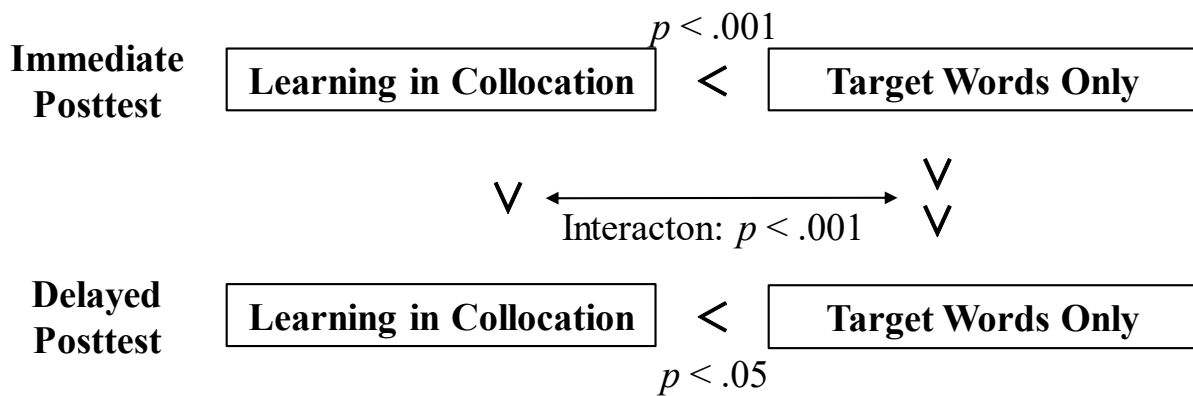 p < .001
Immediate
Posttest
Learning in Collocation
<
Target Words Only
∨
∨
∨
Interacton: p < .001
Delayed
Posttest
Learning in Collocation
<
Target Words Only
p < .05